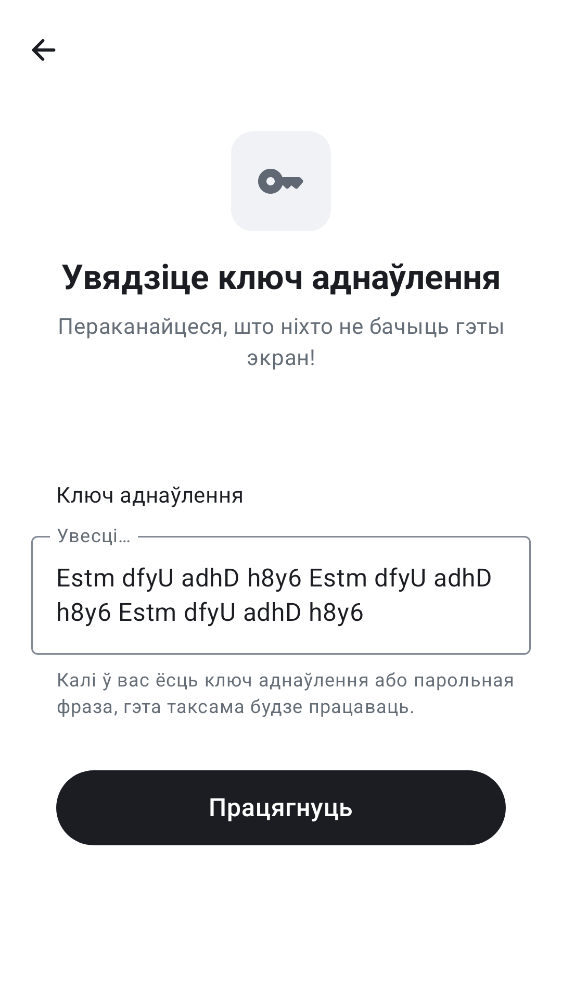 Увядзіце ключ аднаўлення
Пераканайцеся, што ніхто не бачыць гэты
экран!
Ключ аднаўлення
Увесці…
Estm dfyU adhD h8y6 Estm dfyU adhD
h8y6 Estm dfyU adhD h8y6
Калі ў вас ёсць ключ аднаўлення або парольная
фраза, гэта таксама будзе працаваць.
Працягнуць